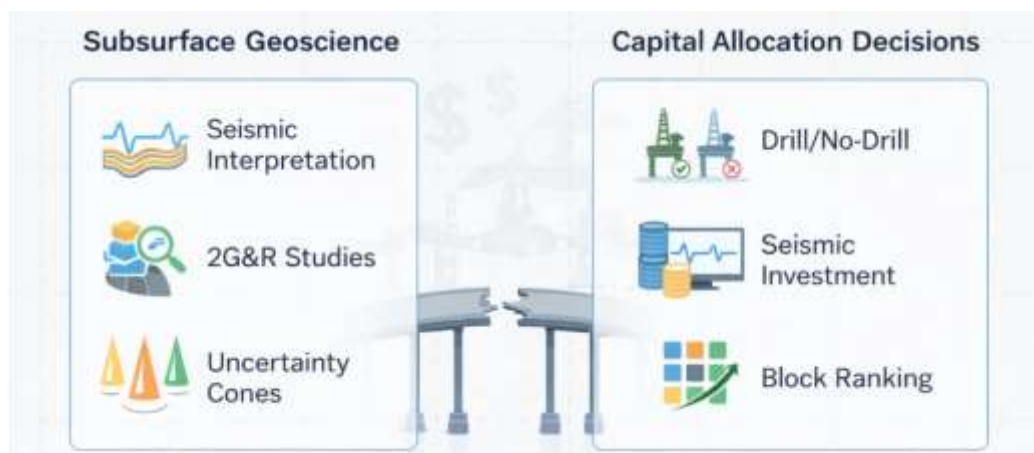 Subsurface Geoscience
Seismic
Interpretation
2G&R Studies
Uncertainty
Cones
Capital Allocation Decisions
Drill/No-Drill
Seismic
Investment
Block Ranking